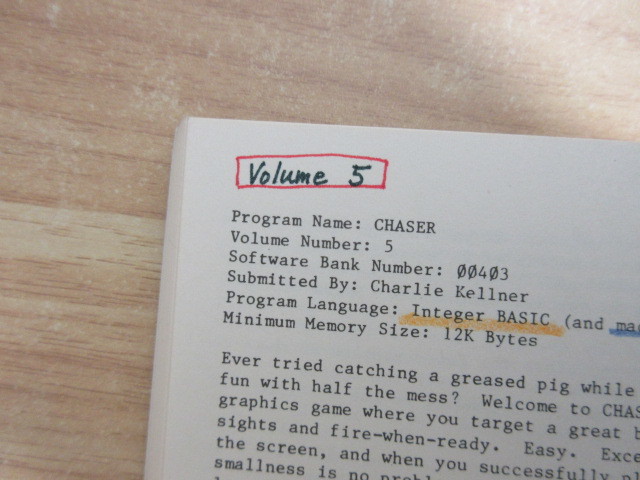 Volume 5
Program Name: CHASER
Volume Number: 5
Software Bank Number: 00403
Submitted By: Charlie Kellner
Program Language: Integer BASIC (and
Minimum Memory Size: 12K Bytes
Ever tried catching a greased pig while
fun with half the mess? Welcome to
graphics game where you target a great
sights and fire-when-ready. Easy.
the screen, and when you successfully
smallness is no